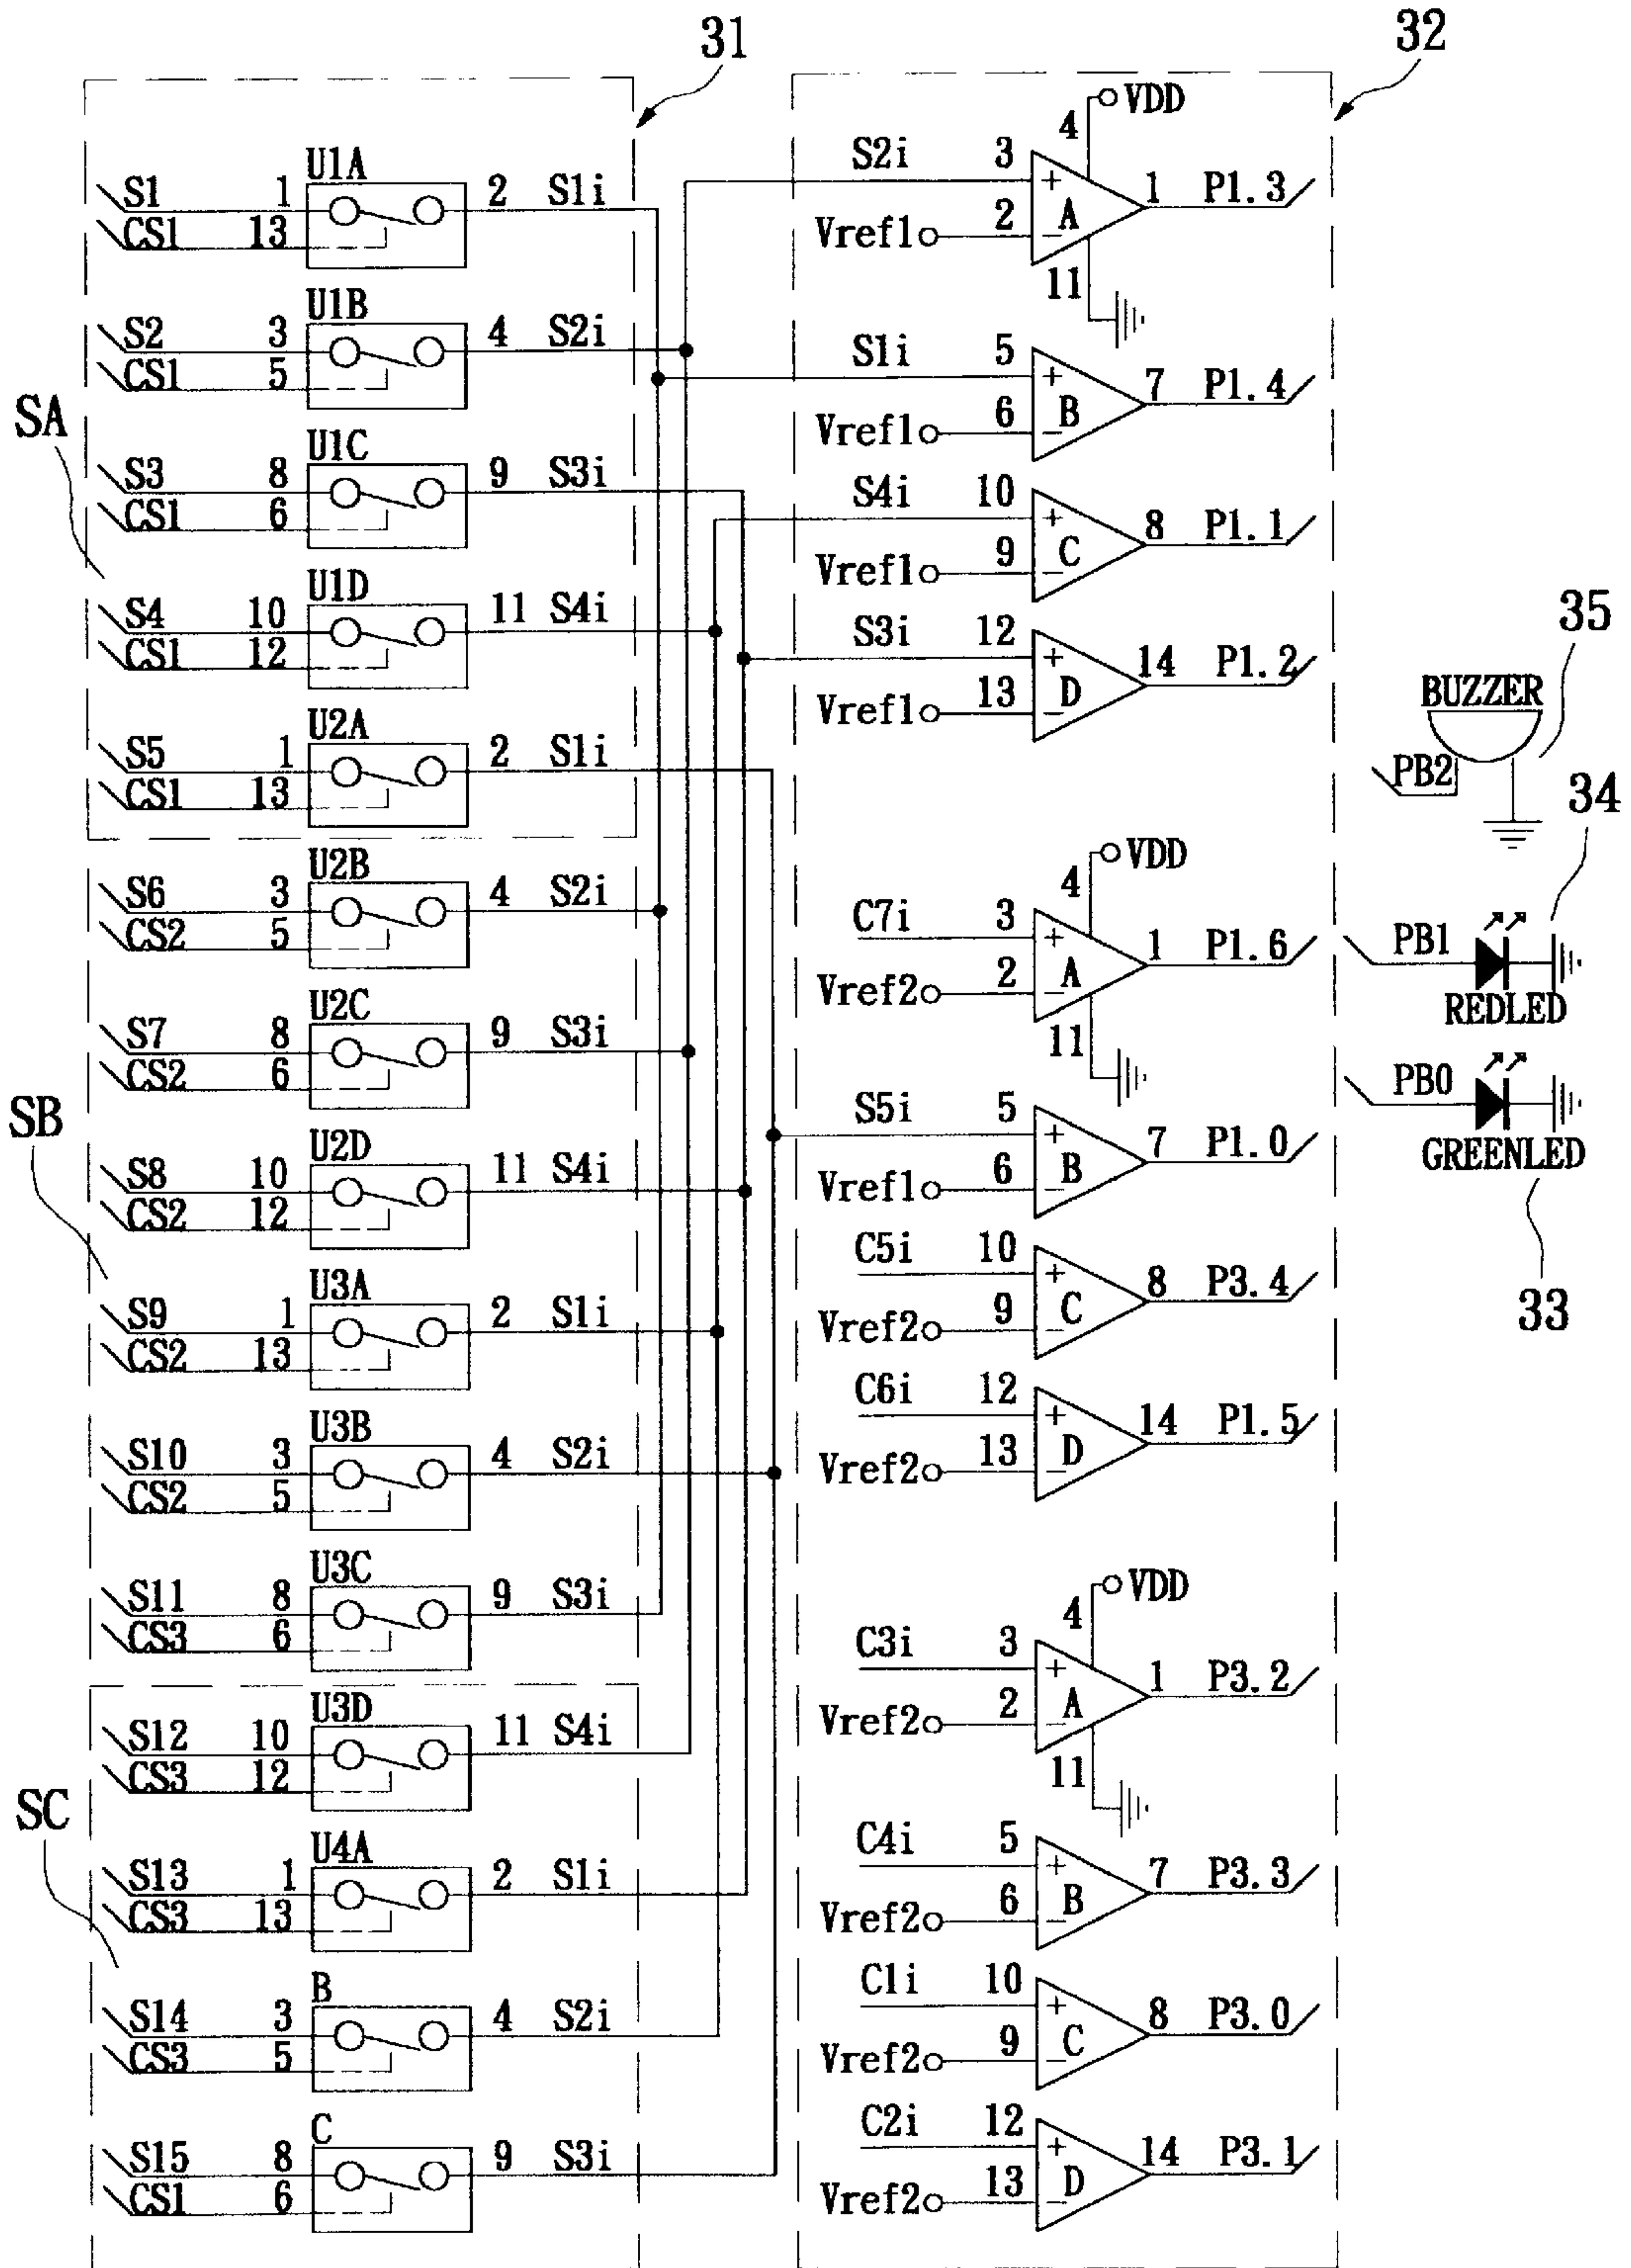 31
32
SA
SB
SC
U1A
S1 1 2 S1i
CS1 13
U1B
S2 3 4 S2i
CS1 5
U1C
S3 8 9 S3i
CS1 6
U1D
S4 10 11 S4i
CS1 12
U2A
S5 1 2 S1i
CS1 13
U2B
S6 3 4 S2i
CS2 5
U2C
S7 8 9 S3i
CS2 6
U2D
S8 10 11 S4i
CS2 12
U3A
S9 1 2 S1i
CS2 13
U3B
S10 3 4 S2i
CS2 5
U3C
S11 8 9 S3i
CS3 6
U3D
S12 10 11 S4i
CS3 12
U4A
S13 1 2 S1i
CS3 13
B
S14 3 4 S2i
CS3 5
C
S15 8 9 S3i
CS1 6
4 VDD
S2i 3 + A 1 P1.3
Vref1 2 −
11
S1i 5 + B 7 P1.4
Vref1 6 −
S4i 10 + C 8 P1.1
Vref1 9 −
S3i 12 + D 14 P1.2
Vref1 13 −
4 VDD
C7i 3 + A 1 P1.6
Vref2 2 −
11
S5i 5 + B 7 P1.0
Vref1 6 −
C5i 10 + C 8 P3.4
Vref2 9 −
C6i 12 + D 14 P1.5
Vref2 13 −
4 VDD
C3i 3 + A 1 P3.2
Vref2 2 −
11
C4i 5 + B 7 P3.3
Vref2 6 −
C1i 10 + C 8 P3.0
Vref2 9 −
C2i 12 + D 14 P3.1
Vref2 13 −
35
BUZZER
PB2
34
PB1
REDLED
PB0
GREENLED
33